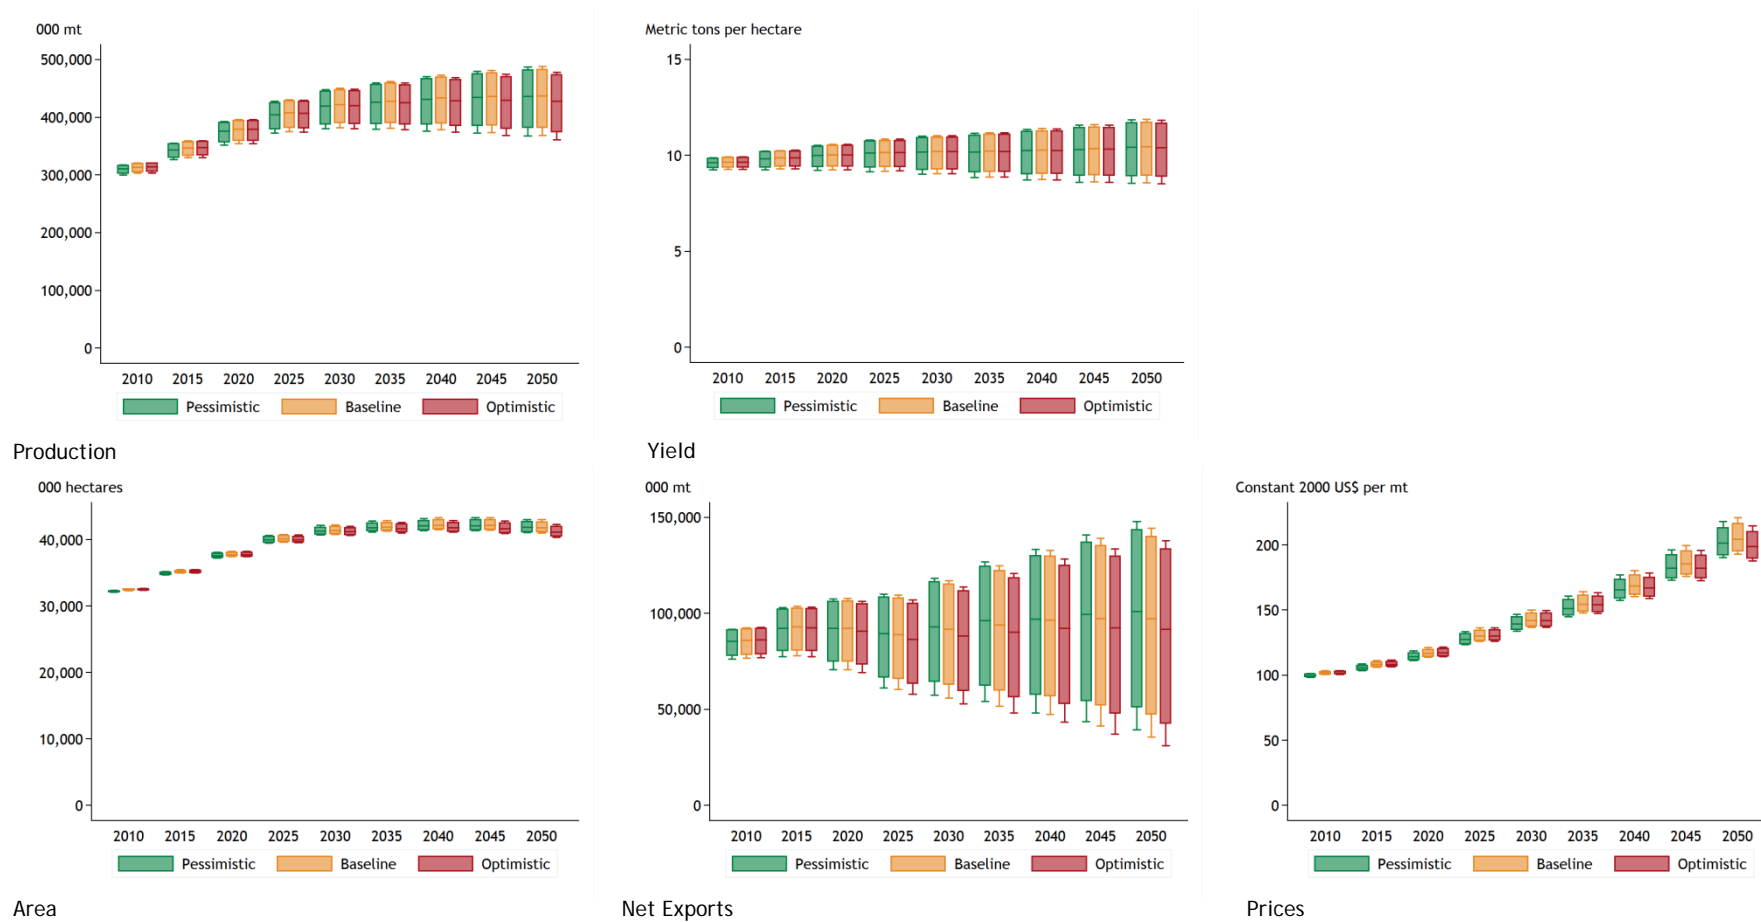 000 mt
500,000
400,000
300,000
200,000
100,000
0
2010 2015 2020 2025 2030 2035 2040 2045 2050
Pessimistic Baseline Optimistic
Production
Metric tons per hectare
15
10
5
0
2010 2015 2020 2025 2030 2035 2040 2045 2050
Pessimistic Baseline Optimistic
Yield
000 hectares
40,000
30,000
20,000
10,000
0
2010 2015 2020 2025 2030 2035 2040 2045 2050
Pessimistic Baseline Optimistic
Area
000 mt
150,000
100,000
50,000
0
2010 2015 2020 2025 2030 2035 2040 2045 2050
Pessimistic Baseline Optimistic
Net Exports
Constant 2000 US$ per mt
200
150
100
50
0
2010 2015 2020 2025 2030 2035 2040 2045 2050
Pessimistic Baseline Optimistic
Prices